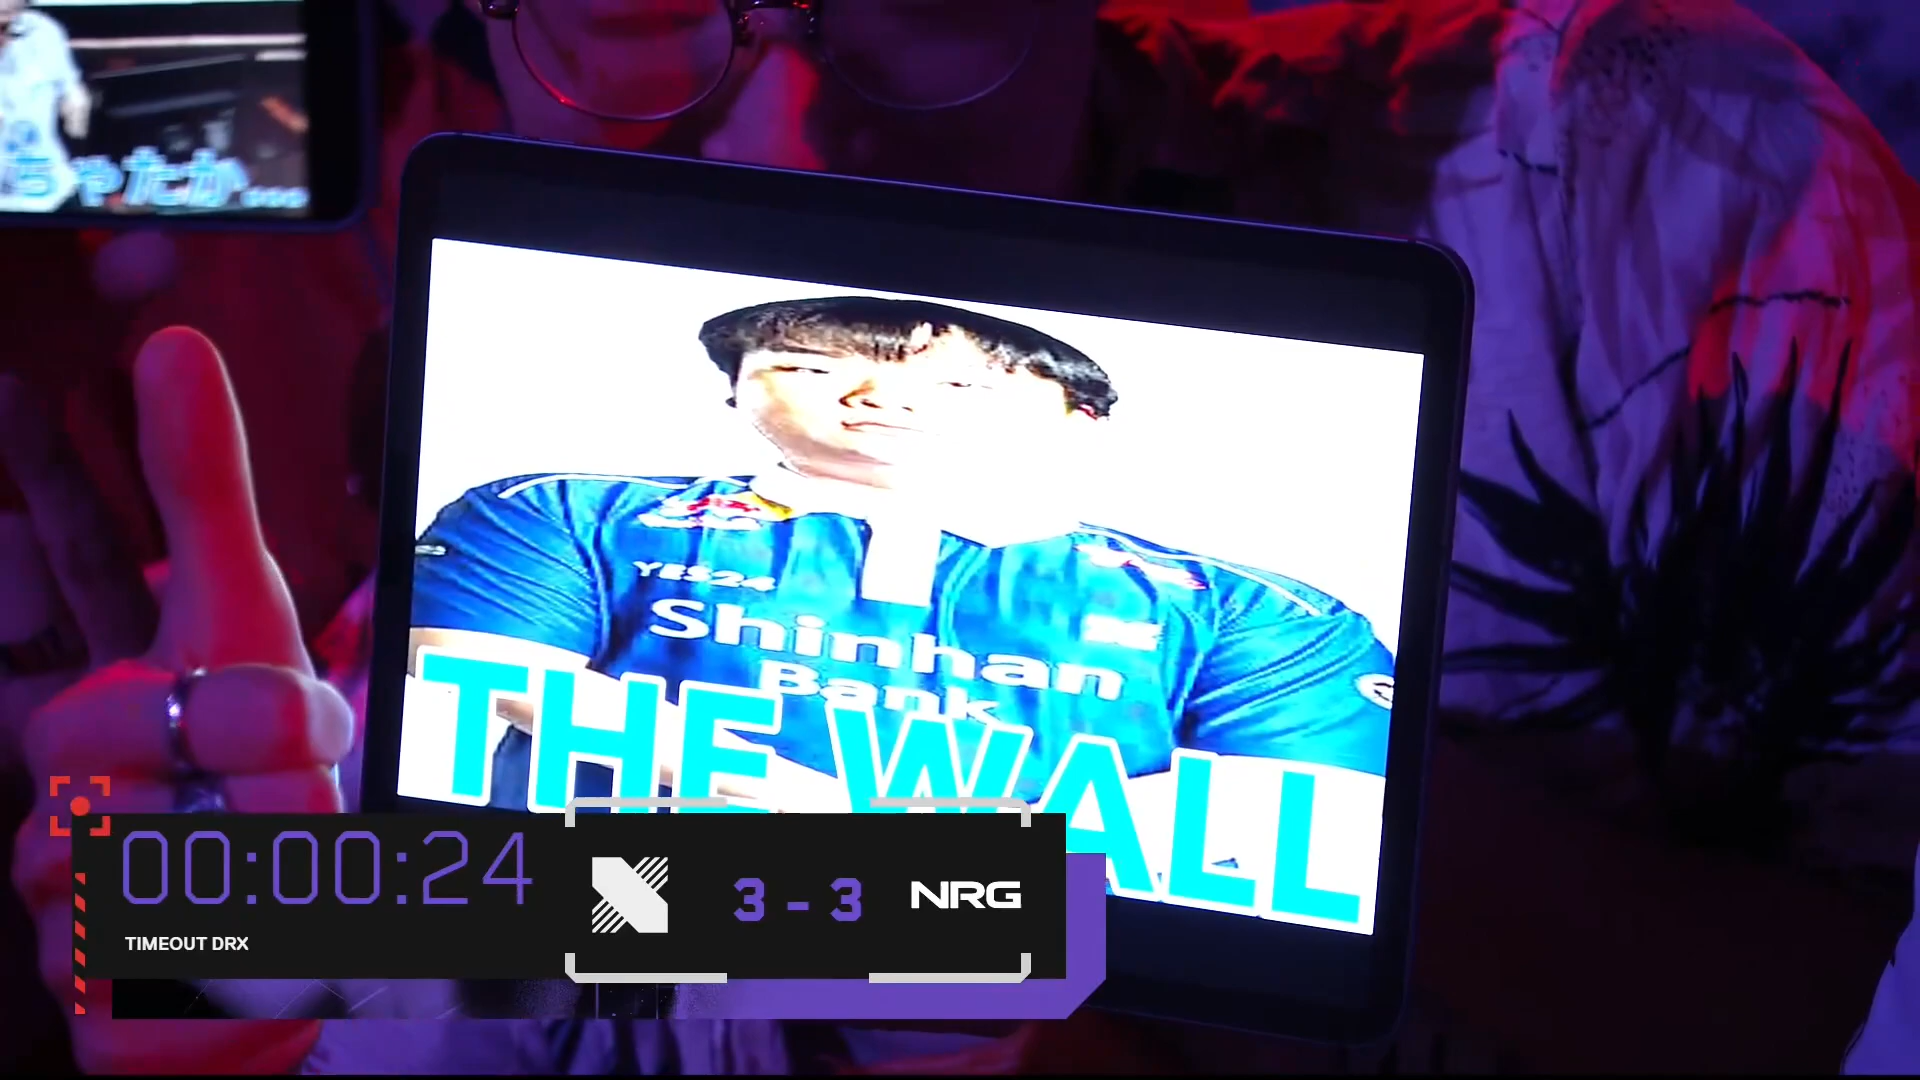 ちゃたか...
YES24
Shinhan
Bank
THE WALL
00:00:24
3 - 3
NRG
TIMEOUT DRX